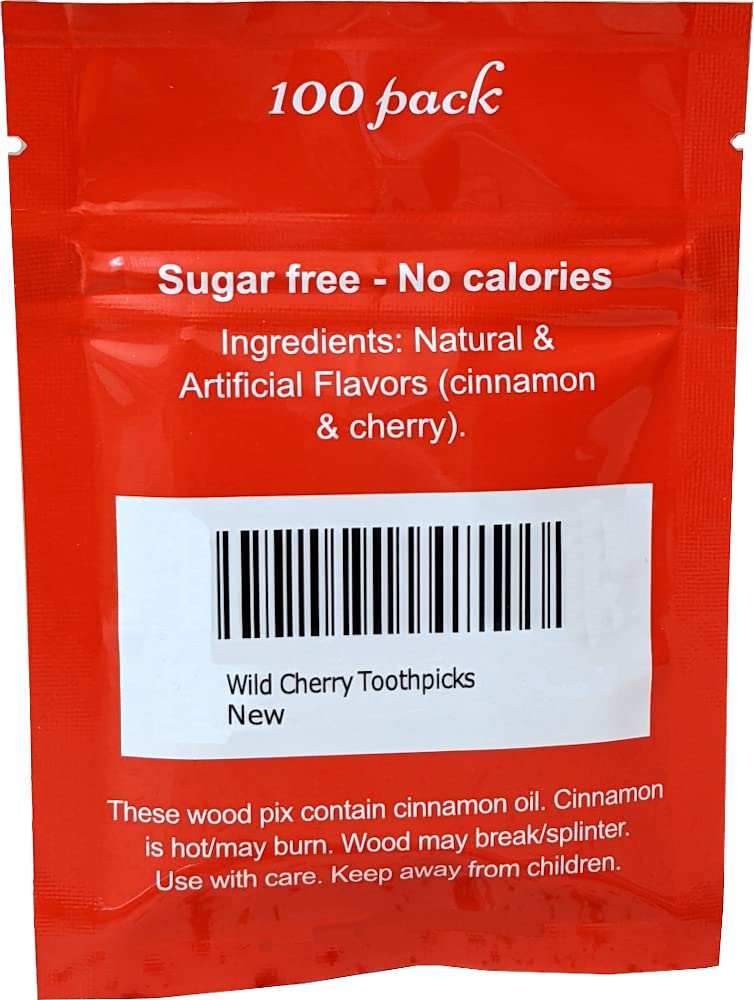 100 pack
Sugar free - No calories
Ingredients: Natural &
Artificial Flavors (cinnamon
& cherry).
Wild Cherry Toothpicks
New
These wood pix contain cinnamon oil. Cinnamon
is hot/may burn. Wood may break/splinter.
Use with care. Keep away from children.